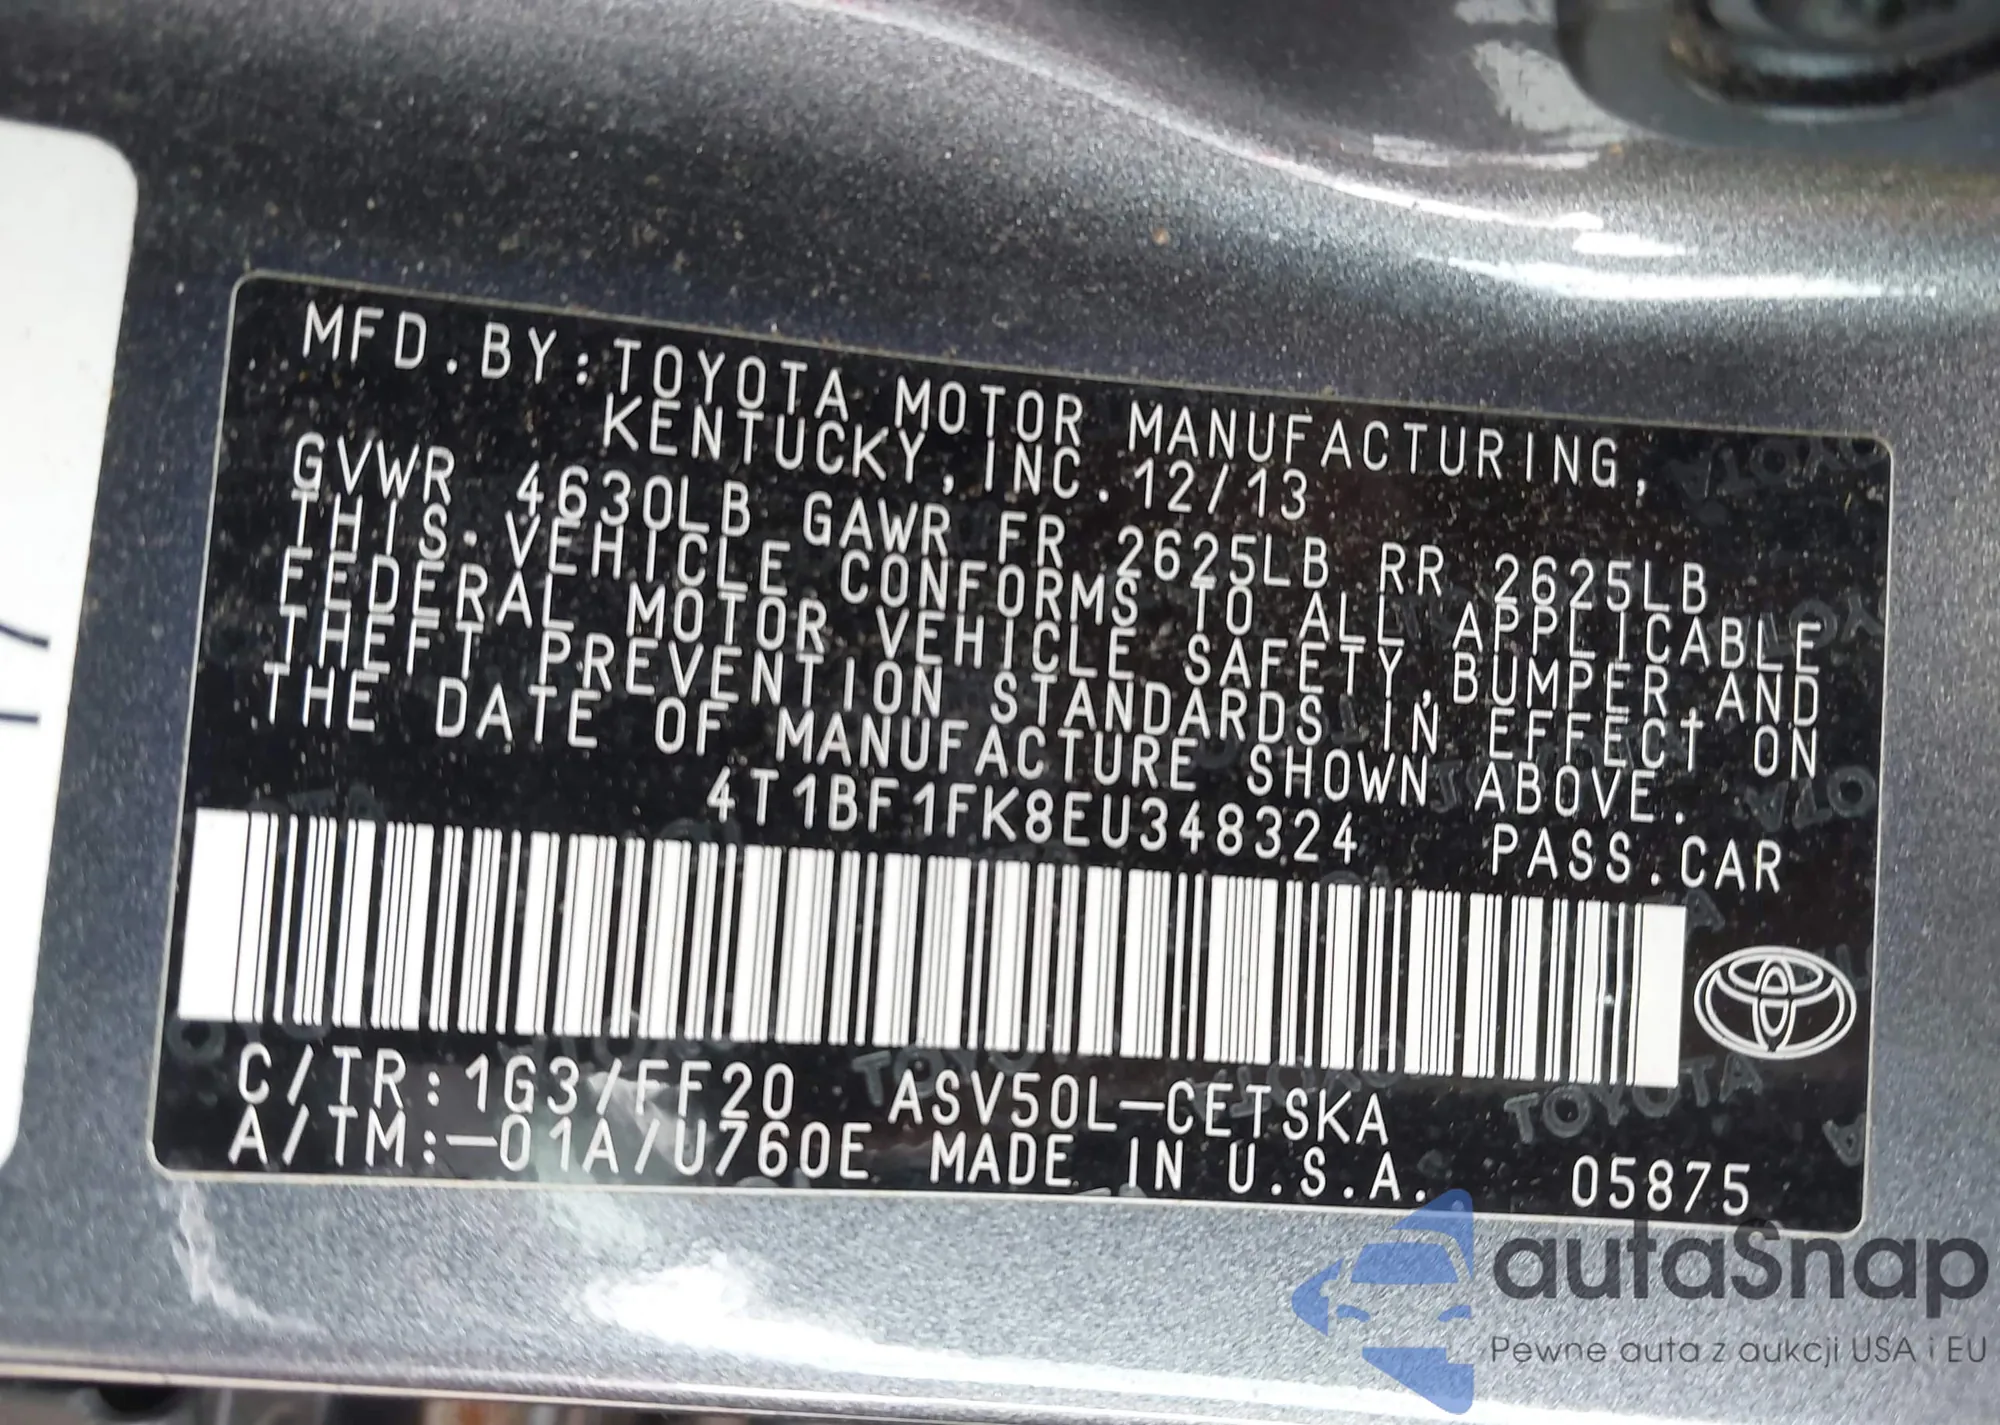 MFD.BY:TOYOTA MOTOR MANUFACTURING,
KENTUCKY,INC.12/13
GVWR 4630LB GAWR FR 2625LB RR 2625LB
THIS VEHICLE CONFORMS TO ALL APPLICABLE
FEDERAL MOTOR VEHICLE SAFETY,BUMPER,AND
THEFT PREVENTION STANDARDS IN EFFECT ON
THE DATE OF MANUFACTURE SHOWN ABOVE.
4T1BF1FK8EU348324 PASS.CAR
C/TR:1G3/FF20 ASV50L-CETSKA
A/TM:-01A/U760E MADE IN U.S.A. 05875
autaSnap
Pewne auta z aukcji USA i EU